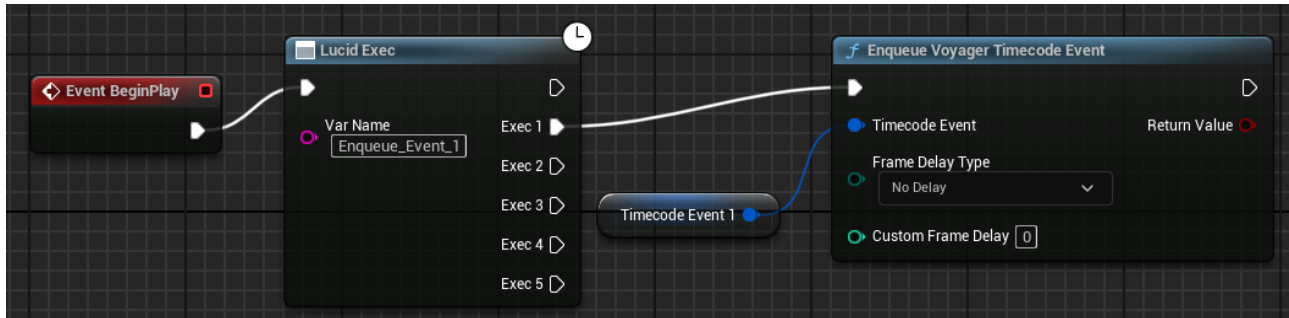 Event BeginPlay
Lucid Exec
Var Name
Enqueue_Event_1
Exec 1
Exec 2
Exec 3
Exec 4
Exec 5
Timecode Event 1
f Enqueue Voyager Timecode Event
Timecode Event
Return Value
Frame Delay Type
No Delay
Custom Frame Delay 0